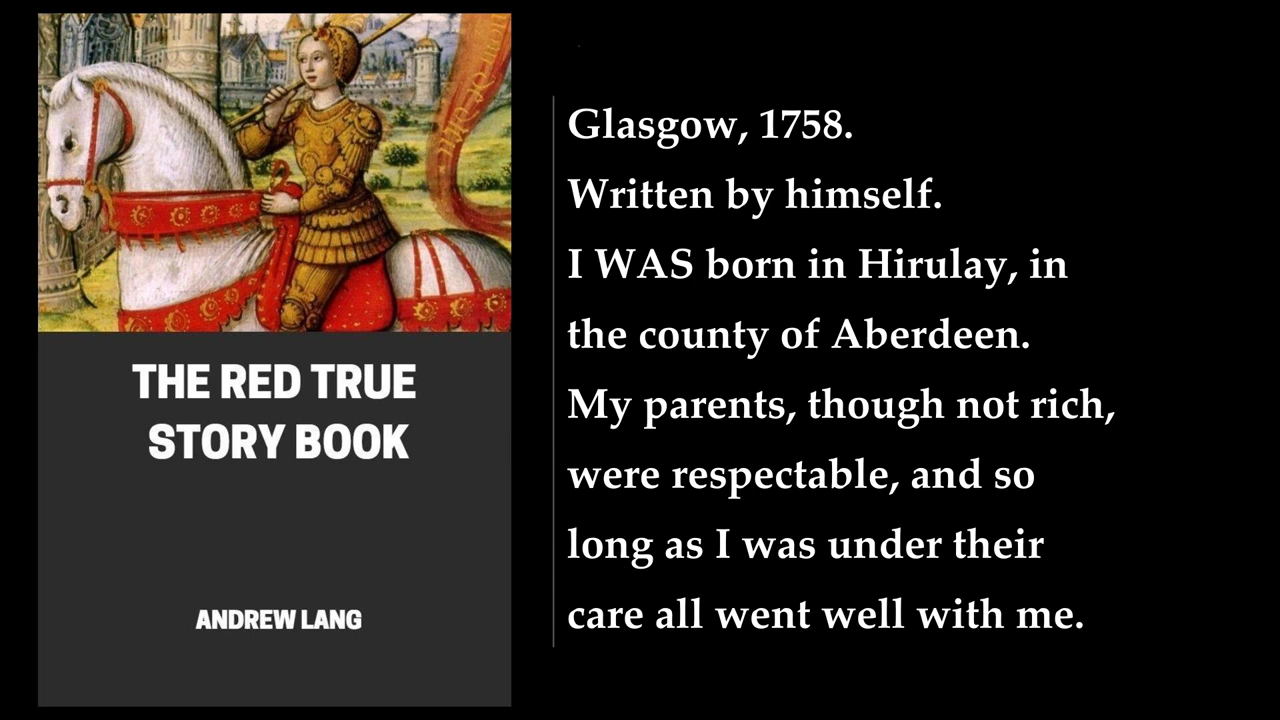 THE RED TRUE
STORY BOOK
ANDREW LANG
Glasgow, 1758.
Written by himself.
I WAS born in Hirulay, in
the county of Aberdeen.
My parents, though not rich,
were respectable, and so
long as I was under their
care all went well with me.